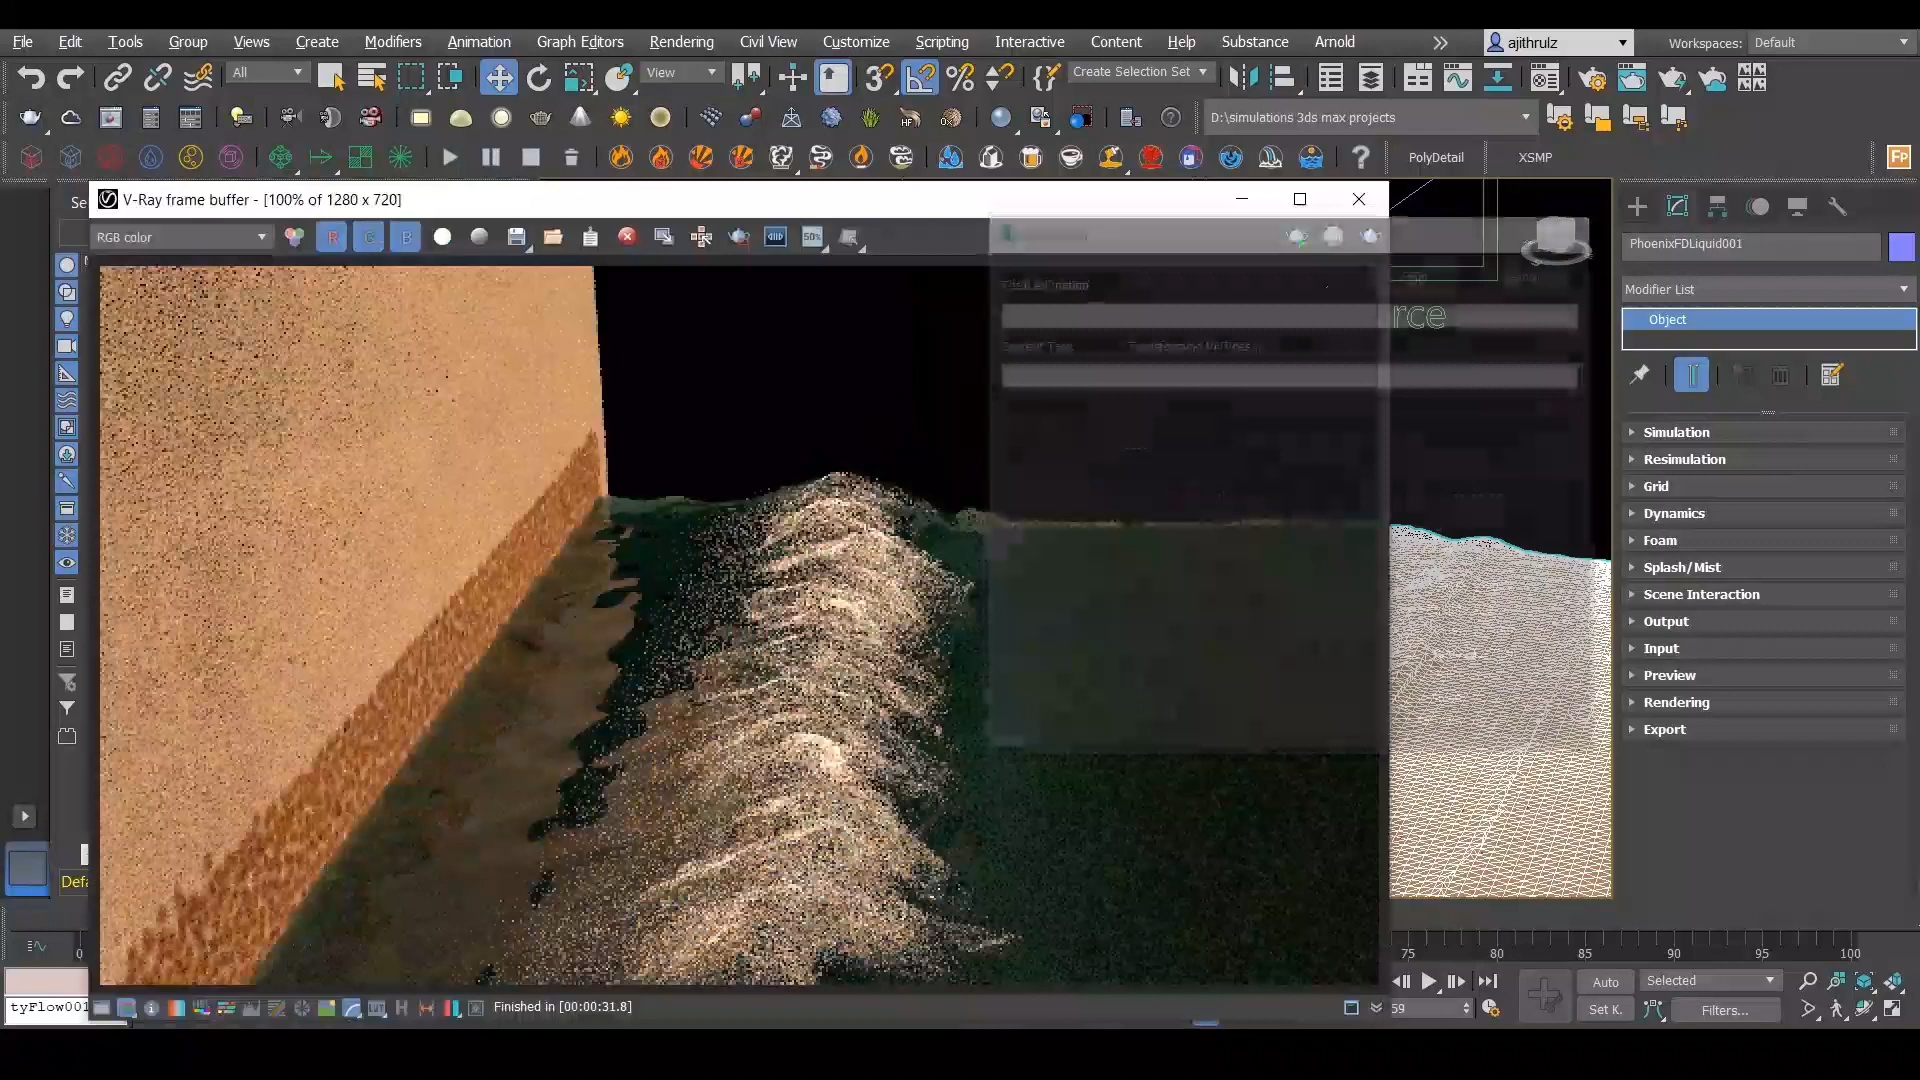 File Edit Tools Group Views Create Modifiers Animation Graph Editors Rendering Civil View Customize Scripting Interactive Content Help Substance Arnold ajithrulz Workspaces: Default
All View Create Selection Set
D:\simulations 3ds max projects
PolyDetail XSMP
V-Ray frame buffer - [100% of 1280 x 720]
RGB color R G B 50%
PhoenixFDLiquid001
Modifier List
rce
Object
Simulation
Resimulation
Grid
Dynamics
Foam
Splash/Mist
Scene Interaction
Output
Input
Preview
Rendering
Export
Defa
0 75 80 85 90 95 100
Auto Selected
tyFlow001 Finished in [00:00:31.8] 59 Set K. Filters...